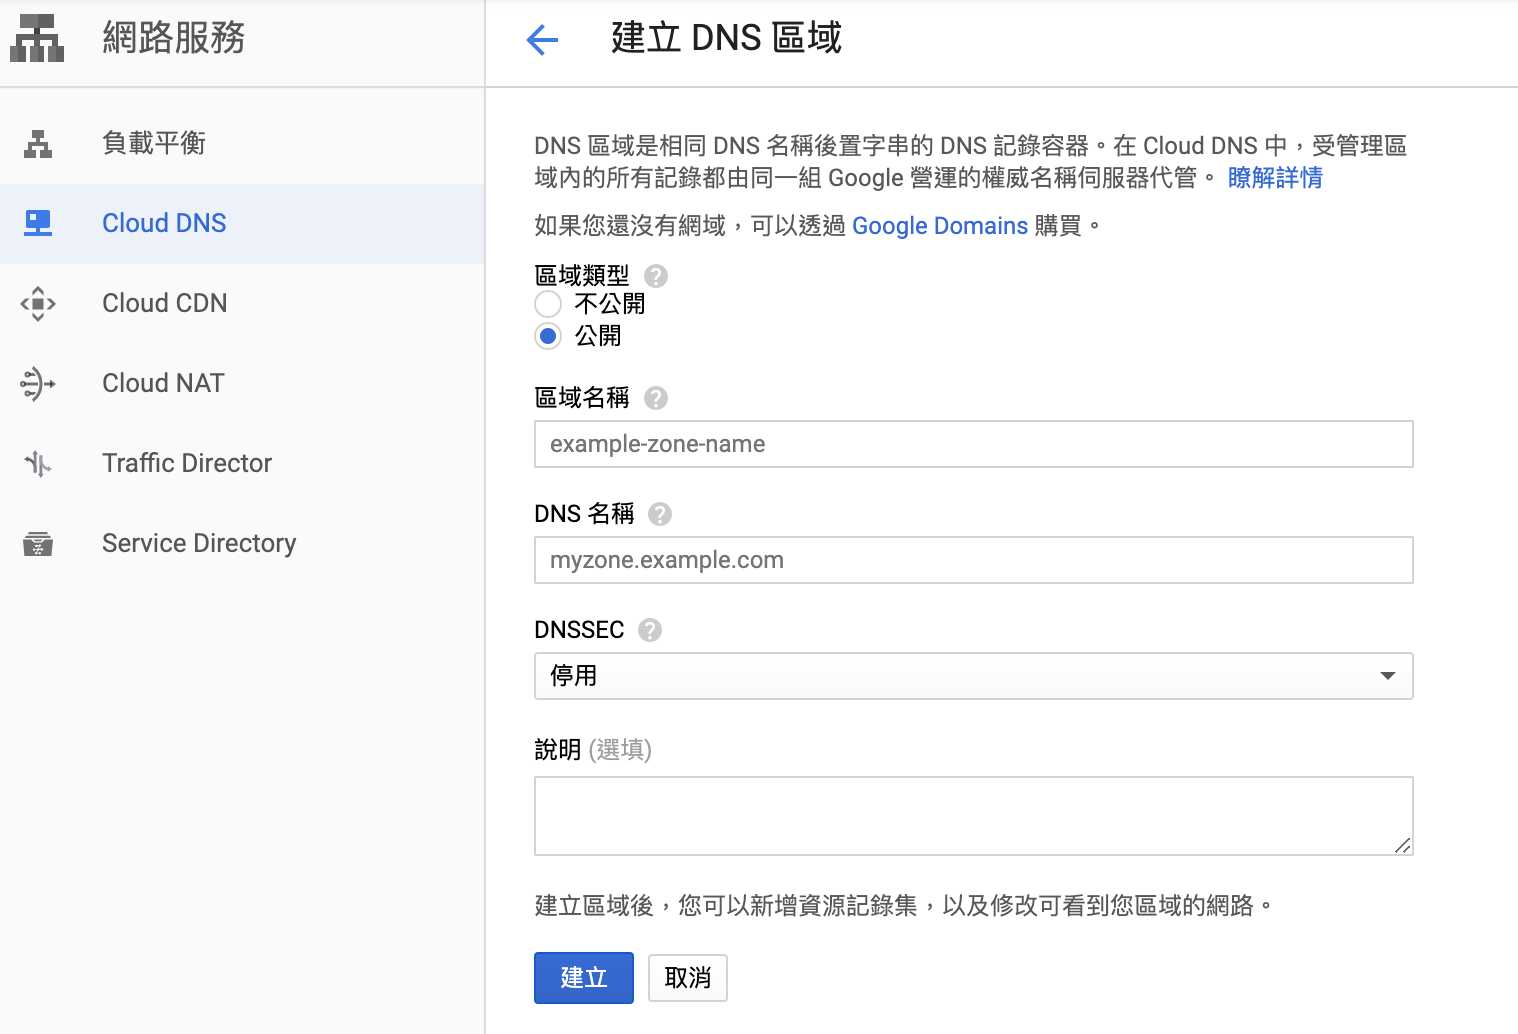 網路服務
建立 DNS 區域
負載平衡
Cloud DNS
Cloud CDN
Cloud NAT
Traffic Director
Service Directory
DNS 區域是相同 DNS 名稱後置字串的 DNS 記錄容器。在 Cloud DNS 中，受管理區
域內的所有記錄都由同一組 Google 營運的權威名稱伺服器代管。 瞭解詳情
如果您還沒有網域，可以透過 Google Domains 購買。
區域類型
不公開
公開
區域名稱
example-zone-name
DNS 名稱
myzone.example.com
DNSSEC
停用
說明 (選填)
建立區域後，您可以新增資源記錄集，以及修改可看到您區域的網路。
建立
取消